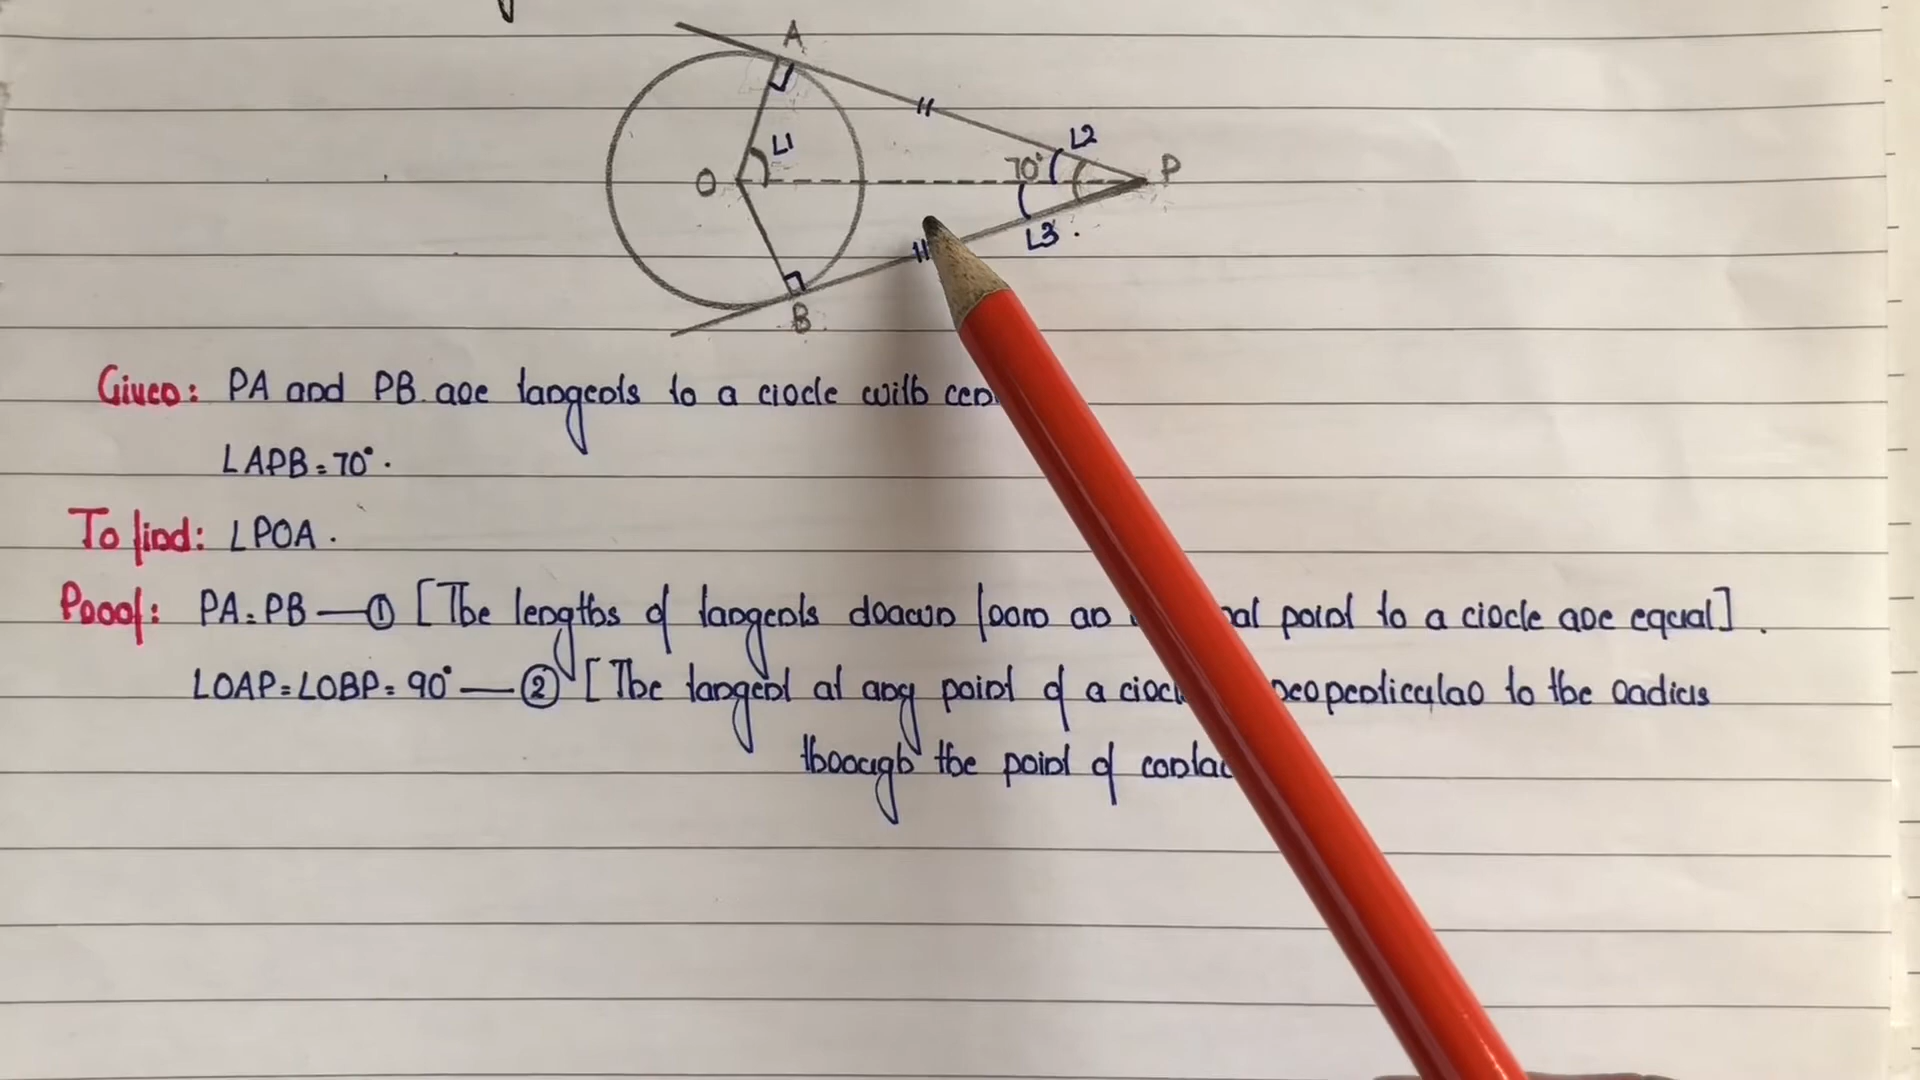 A
∠1
∠2
70°
P
O
∠3.
B
Given: PA and PB are tangents to a circle with
∠APB = 70°.
To find: ∠POA.
Proof: PA = PB — ① [The lengths of tangents drawn from an point to a circle are equal].
∠OAP = ∠OBP = 90° — ② [The tangent at any point of a perpendicular to the radius
through the point of